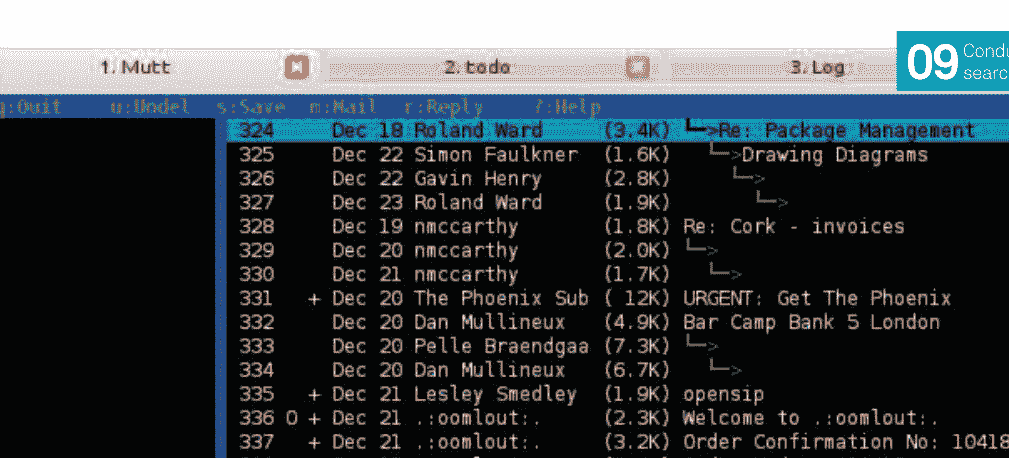 1. Mutt 2. todo 3. Log
09 Condu
searc
q:Quit u:Undel s:Save m:Mail r:Reply ?:Help
324 Dec 18 Roland Ward (3.4K) └─>Re: Package Management
325 Dec 22 Simon Faulkner (1.6K) └─>Drawing Diagrams
326 Dec 22 Gavin Henry (2.8K) └─>
327 Dec 23 Roland Ward (1.9K) └─>
328 Dec 19 nmccarthy (1.8K) Re: Cork - invoices
329 Dec 20 nmccarthy (2.0K) └─>
330 Dec 21 nmccarthy (1.7K) └─>
331 + Dec 20 The Phoenix Sub ( 12K) URGENT: Get The Phoenix
332 Dec 20 Dan Mullineux (4.9K) Bar Camp Bank 5 London
333 Dec 20 Pelle Braendgaa (7.3K) └─>
334 Dec 20 Dan Mullineux (6.7K) └─>
335 + Dec 21 Lesley Smedley (1.9K) opensip
336 O + Dec 21 .:oomlout:. (2.3K) Welcome to .:oomlout:.
337 + Dec 21 .:oomlout:. (3.2K) Order Confirmation No: 10418